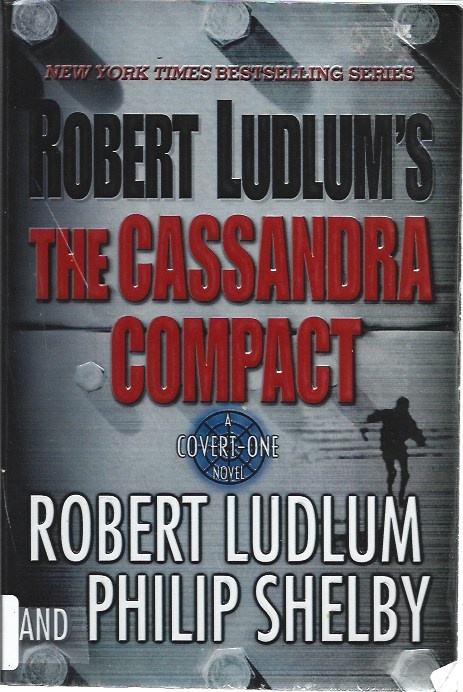 NEW YORK TIMES BESTSELLING SERIES
ROBERT LUDLUM'S
THE CASSANDRA
COMPACT
A
COVERT-ONE
NOVEL
ROBERT LUDLUM
AND PHILIP SHELBY